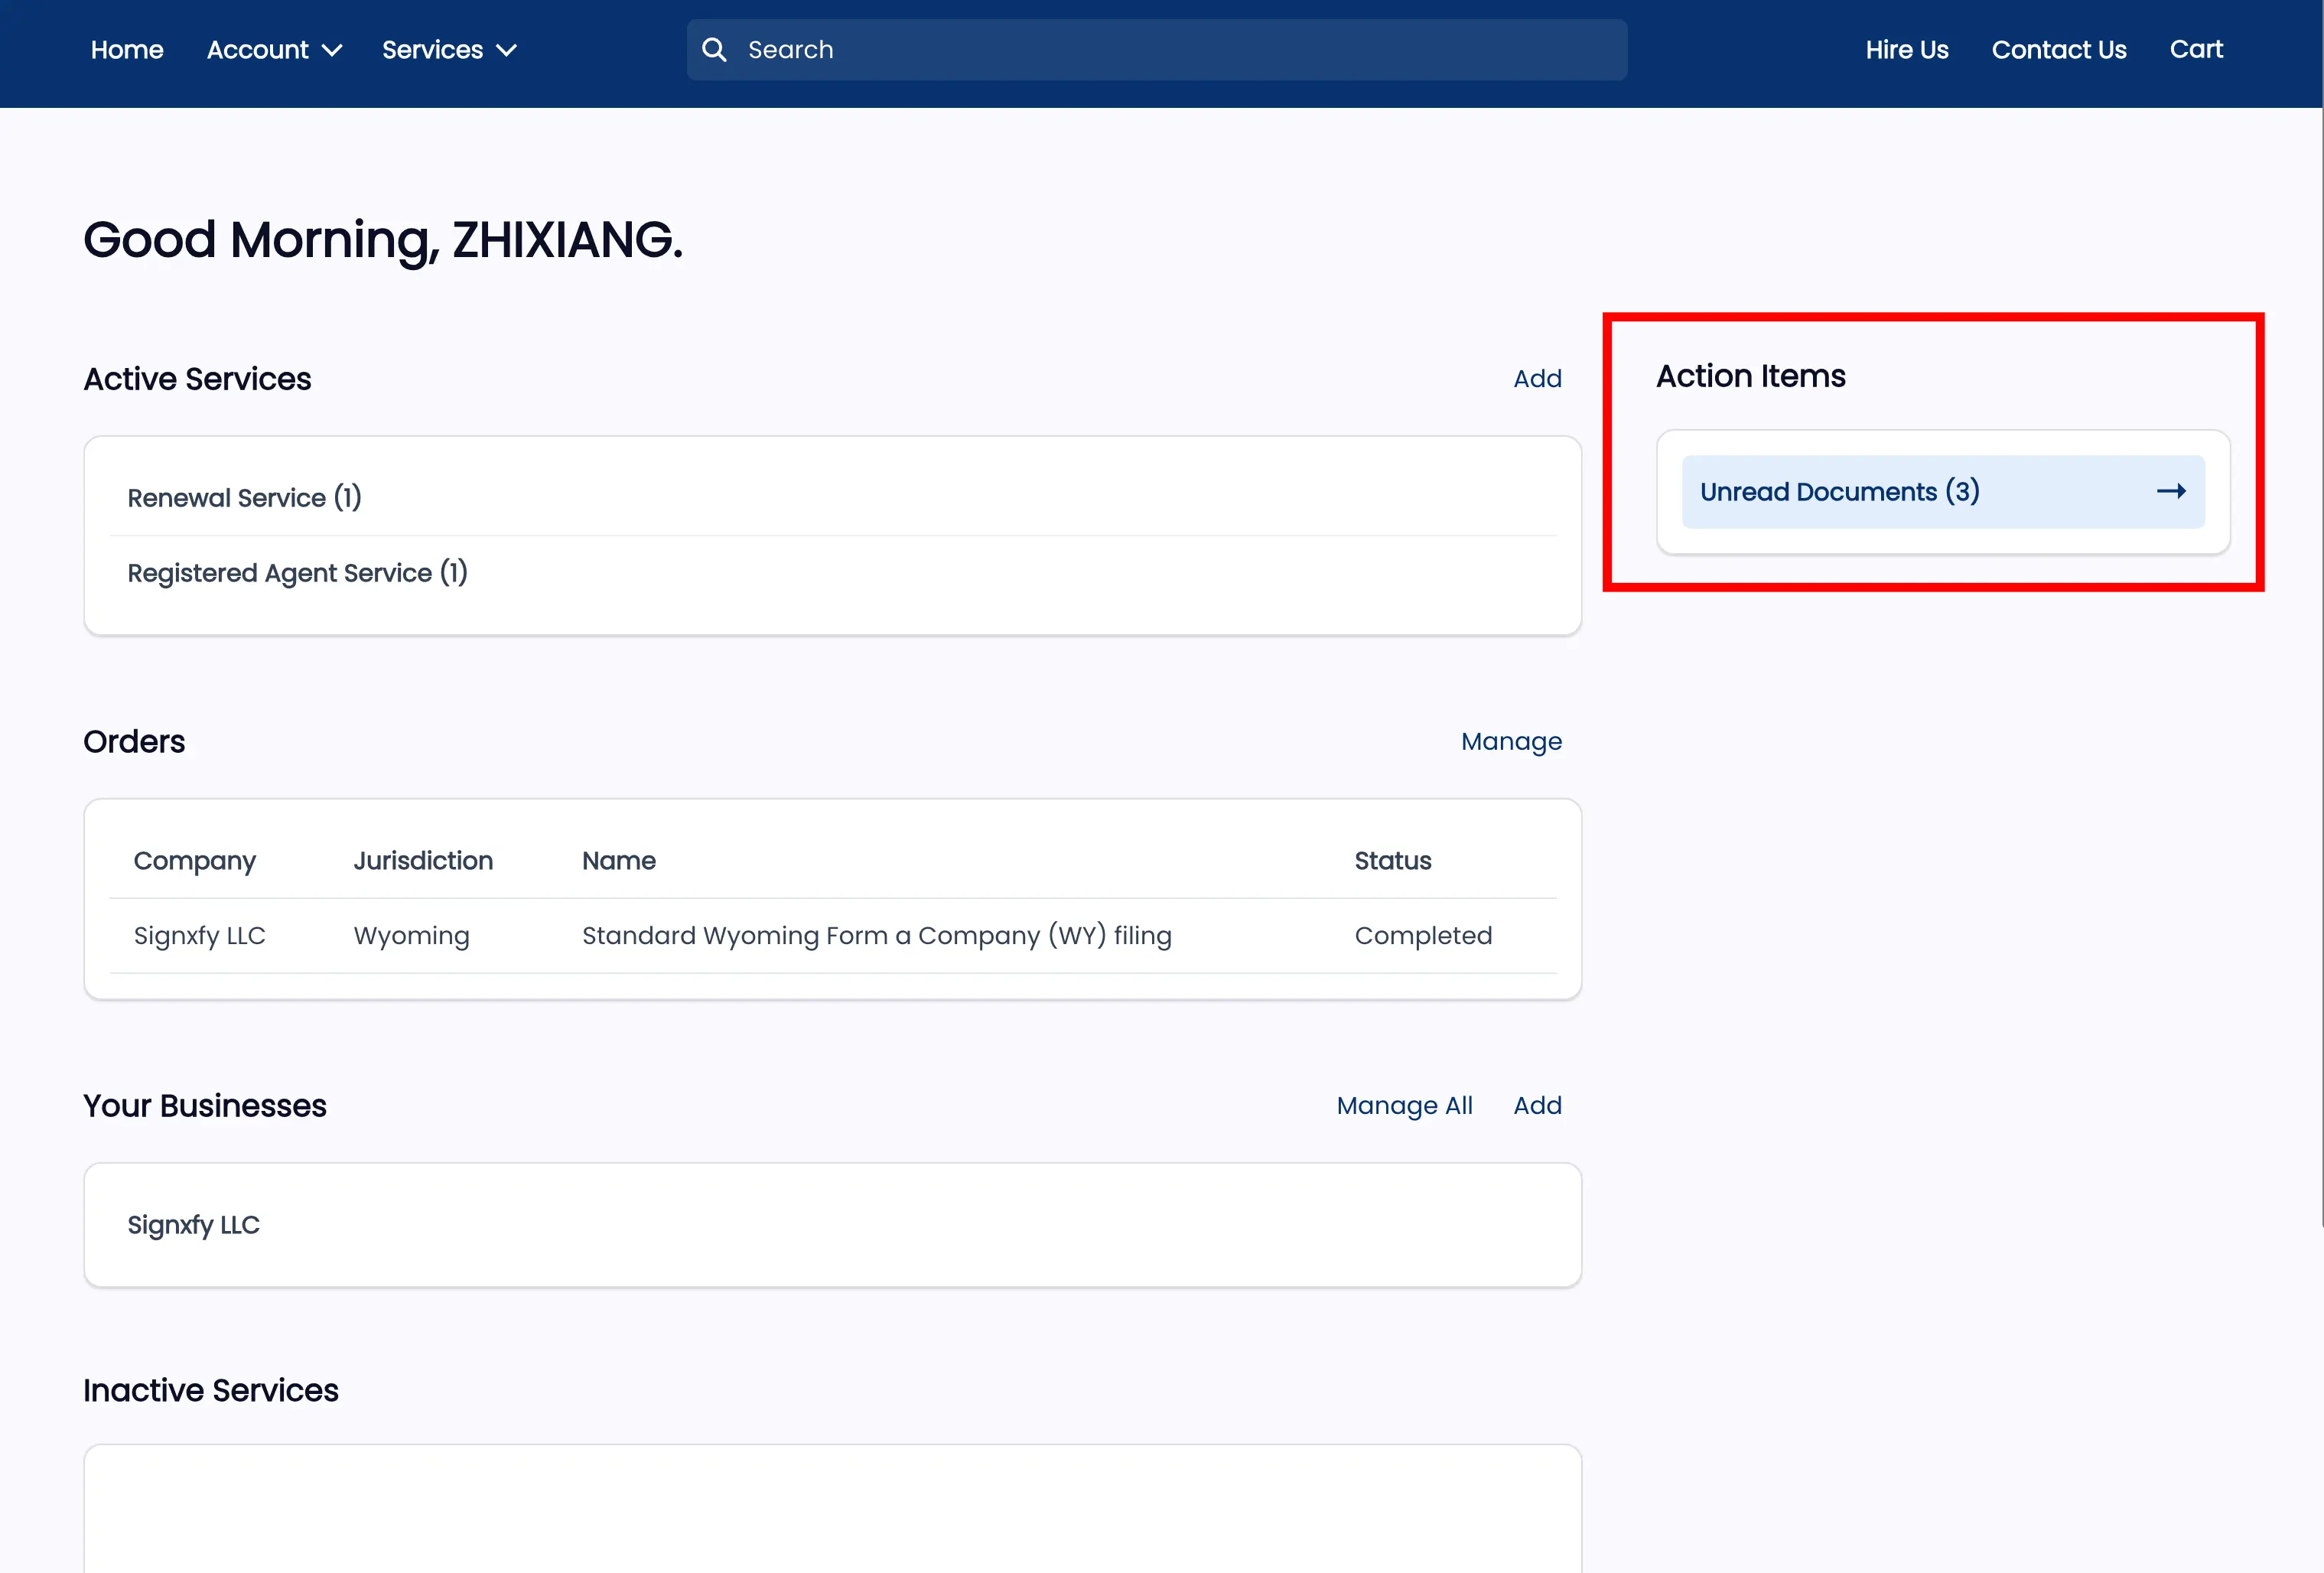 Home Account Services Search Hire Us Contact Us Cart
Good Morning, ZHIXIANG.
Active Services Add
Renewal Service (1)
Registered Agent Service (1)
Action Items
Unread Documents (3)
Orders Manage
Company Jurisdiction Name Status
Signxfy LLC Wyoming Standard Wyoming Form a Company (WY) filing Completed
Your Businesses Manage All Add
Signxfy LLC
Inactive Services